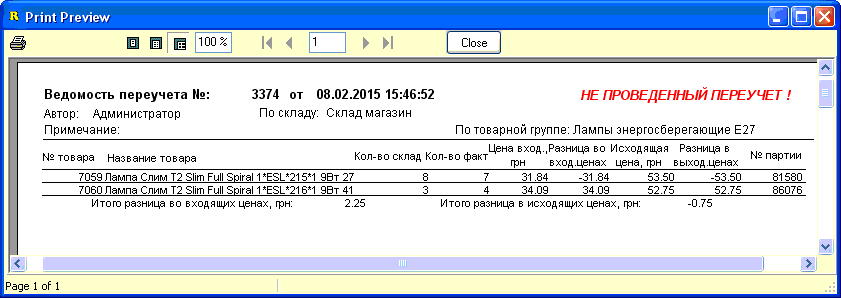 Print Preview
100 %
1
Close
Ведомость переучета №: 3374 от 08.02.2015 15:46:52 НЕ ПРОВЕДЕННЫЙ ПЕРЕУЧЕТ !
Автор: Администратор По складу: Склад магазин
Примечание: По товарной группе: Лампы энергосберегающие E27
№ товара Название товара Кол-во склад Кол-во факт Цена вход., грн Разница во вход.ценах Исходящая цена, грн Разница в выход.ценах № партии
7059 Лампа Слим T2 Slim Full Spiral 1*ESL*215*1 9Вт 27 8 7 31.84 -31.84 53.50 -53.50 81580
7060 Лампа Слим T2 Slim Full Spiral 1*ESL*216*1 9Вт 41 3 4 34.09 34.09 52.75 52.75 86076
Итого разница во входящих ценах, грн: 2.25 Итого разница в исходящих ценах, грн: -0.75
Page 1 of 1